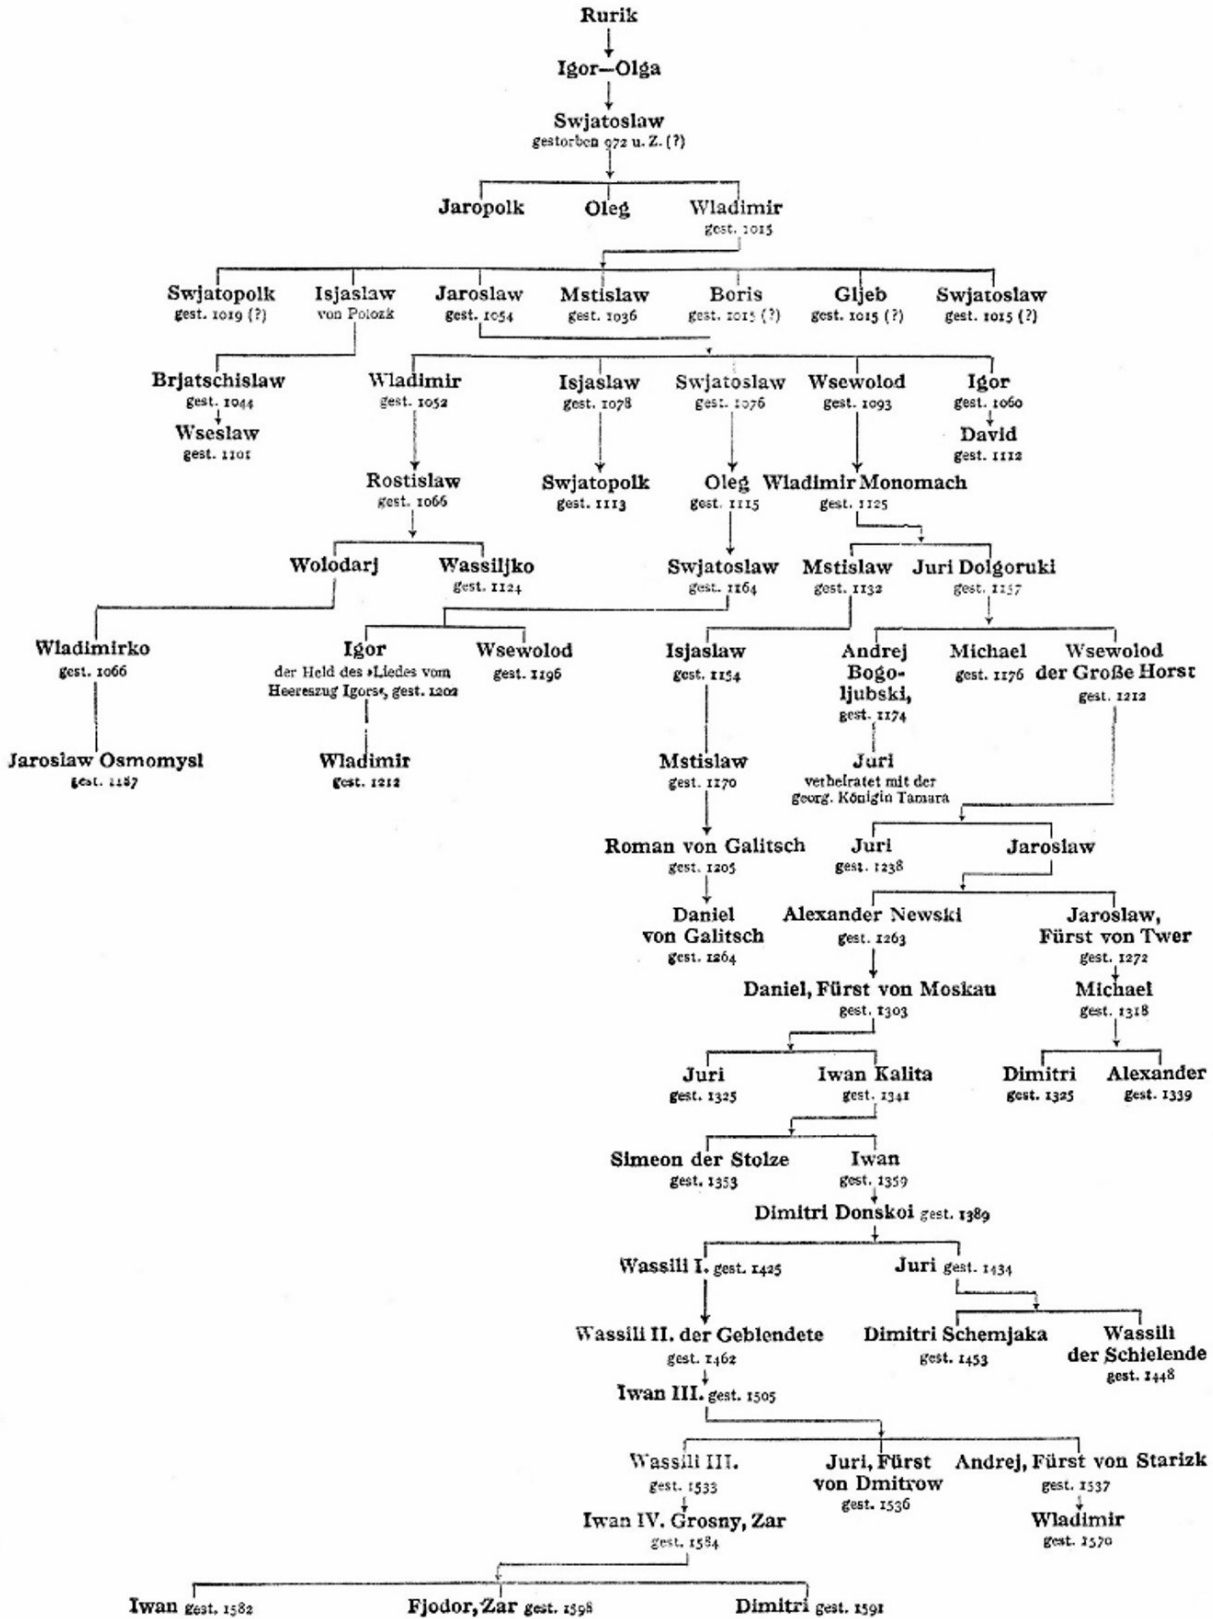 Rurik
Igor—Olga
Swjatoslaw
gestorben 972 u. Z. (?)
Jaropolk Oleg Wladimir
gest. 1015
Swjatopolk Isjaslaw Jaroslaw Mstislaw Boris Gljeb Swjatoslaw
gest. 1019 (?) von Polozk gest. 1054 gest. 1036 gest. 1015 (?) gest. 1015 (?) gest. 1015 (?)
Brjatschislaw Wladimir Isjaslaw Swjatoslaw Wsewolod Igor
gest. 1044 gest. 1052 gest. 1078 gest. 1076 gest. 1093 gest. 1060
Wseslaw David
gest. 1101 gest. 1112
Rostislaw Swjatopolk Oleg Wladimir Monomach
gest. 1066 gest. 1113 gest. 1115 gest. 1125
Wolodarj Wassiljko Swjatoslaw Mstislaw Juri Dolgoruki
gest. 1124 gest. 1164 gest. 1132 gest. 1157
Wladimirko Igor Wsewolod Isjaslaw Andrej Michael Wsewolod
gest. 1066 der Held des »Liedes vom gest. 1196 gest. 1154 Bogo- gest. 1176 der Große Horst
Heereszug Igors«, gest. 1202 ljubski, gest. 1212
gest. 1174
Jaroslaw Osmomysl Wladimir Mstislaw Juri
gest. 1187 gest. 1212 gest. 1170 verheiratet mit der
georg. Königin Tamara
Roman von Galitsch Juri Jaroslaw
gest. 1205 gest. 1238
Daniel Alexander Newski Jaroslaw,
von Galitsch gest. 1263 Fürst von Twer
gest. 1264 gest. 1272
Daniel, Fürst von Moskau Michael
gest. 1303 gest. 1318
Juri Iwan Kalita Dimitri Alexander
gest. 1325 gest. 1341 gest. 1325 gest. 1339
Simeon der Stolze Iwan
gest. 1353 gest. 1359
Dimitri Donskoi gest. 1389
Wassili I. gest. 1425 Juri gest. 1434
Wassili II. der Geblendete Dimitri Schemjaka Wassili
gest. 1462 gest. 1453 der Schielende
gest. 1448
Iwan III. gest. 1505
Wassili III. Juri, Fürst Andrej, Fürst von Starizk
gest. 1533 von Dmitrow gest. 1537
gest. 1536
Iwan IV. Grosny, Zar Wladimir
gest. 1584 gest. 1570
Iwan gest. 1582 Fjodor, Zar gest. 1598 Dimitri gest. 1591